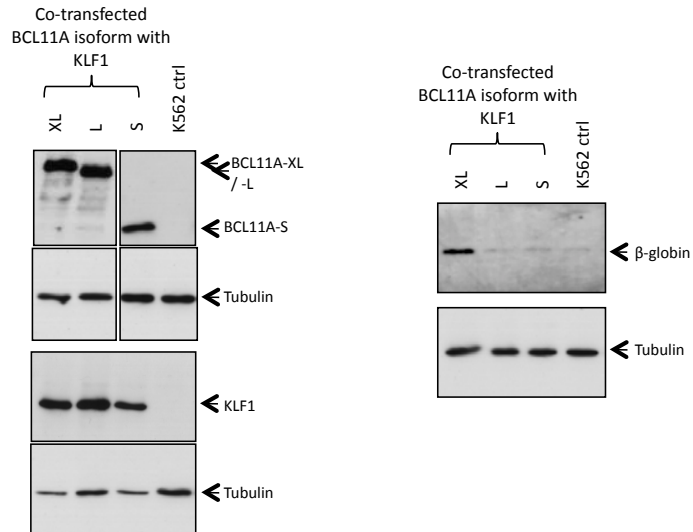 Co-transfected
BCL11A isoform with
KLF1
XL
L
S
K562 ctrl
BCL11A-XL
/ -L
BCL11A-S
Tubulin
KLF1
Tubulin
Co-transfected
BCL11A isoform with
KLF1
XL
L
S
K562 ctrl
β-globin
Tubulin